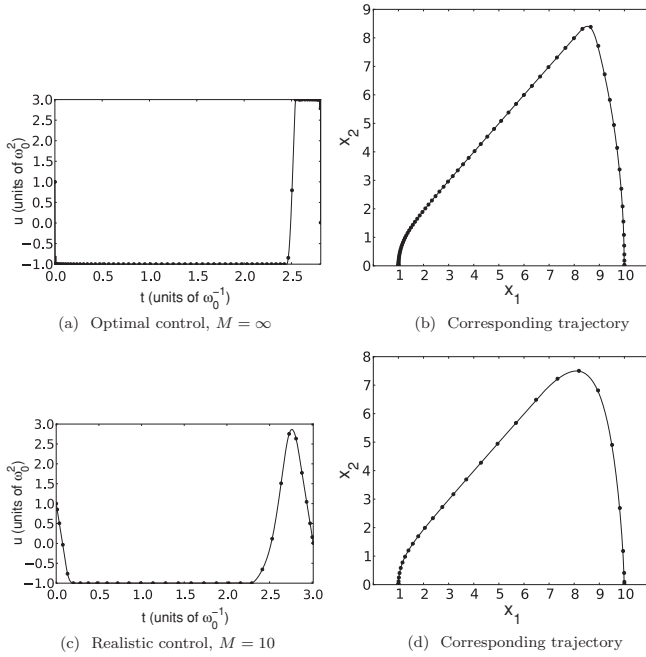 3.0
2.5
2.0
1.5
1.0
0.5
0.0
−0.5
−1.0
u (units of ω₀²)
0.0 0.5 1.0 1.5 2.0 2.5
t (units of ω₀⁻¹)
(a) Optimal control, M = ∞
9
8
7
6
5
4
3
2
1
0
x₂
1 2 3 4 5 6 7 8 9 10
x₁
(b) Corresponding trajectory
3.0
2.5
2.0
1.5
1.0
0.5
0.0
−0.5
−1.0
u (units of ω₀²)
0.0 0.5 1.0 1.5 2.0 2.5 3.0
t (units of ω₀⁻¹)
(c) Realistic control, M = 10
8
7
6
5
4
3
2
1
0
x₂
1 2 3 4 5 6 7 8 9 10
x₁
(d) Corresponding trajectory